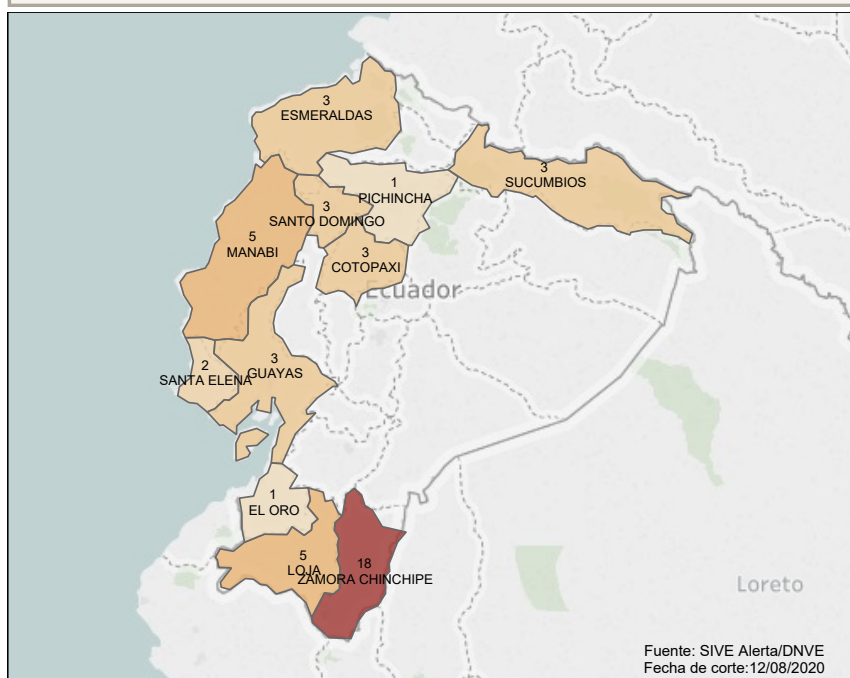 3
ESMERALDAS
3
SUCUMBIOS
1
PICHINCHA
3
SANTO DOMINGO
5
MANABI
3
COTOPAXI
Ecuador
2
SANTA ELENA
3
GUAYAS
1
EL ORO
5
LOJA
18
ZAMORA CHINCHIPE
Loreto
Fuente: SIVE Alerta/DNVE
Fecha de corte:12/08/2020